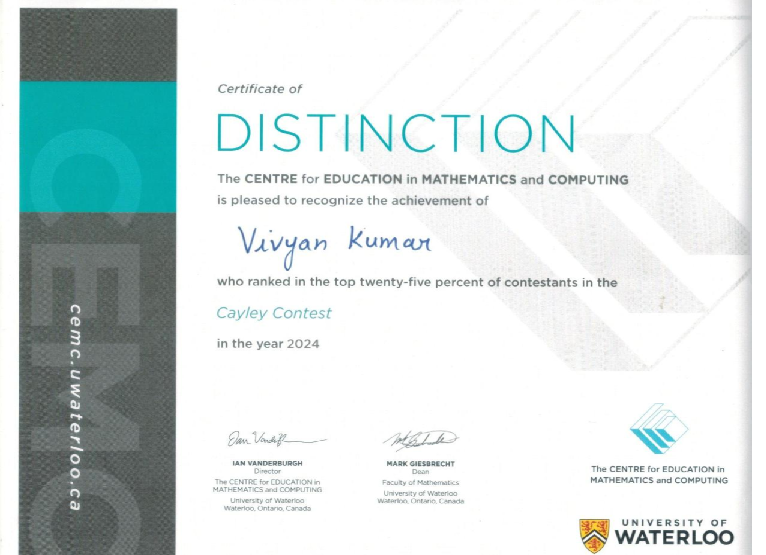 Certificate of
DISTINCTION
The CENTRE for EDUCATION in MATHEMATICS and COMPUTING
is pleased to recognize the achievement of
Vivyan Kumar
who ranked in the top twenty-five percent of contestants in the
Cayley Contest
in the year 2024
CEMC
cemc.uwaterloo.ca
IAN VANDERBURGH
Director
The CENTRE for EDUCATION in
MATHEMATICS and COMPUTING
University of Waterloo
Waterloo, Ontario, Canada
MARK GIESBRECHT
Dean
Faculty of Mathematics
University of Waterloo
Waterloo, Ontario, Canada
The CENTRE for EDUCATION in
MATHEMATICS and COMPUTING
UNIVERSITY OF
WATERLOO